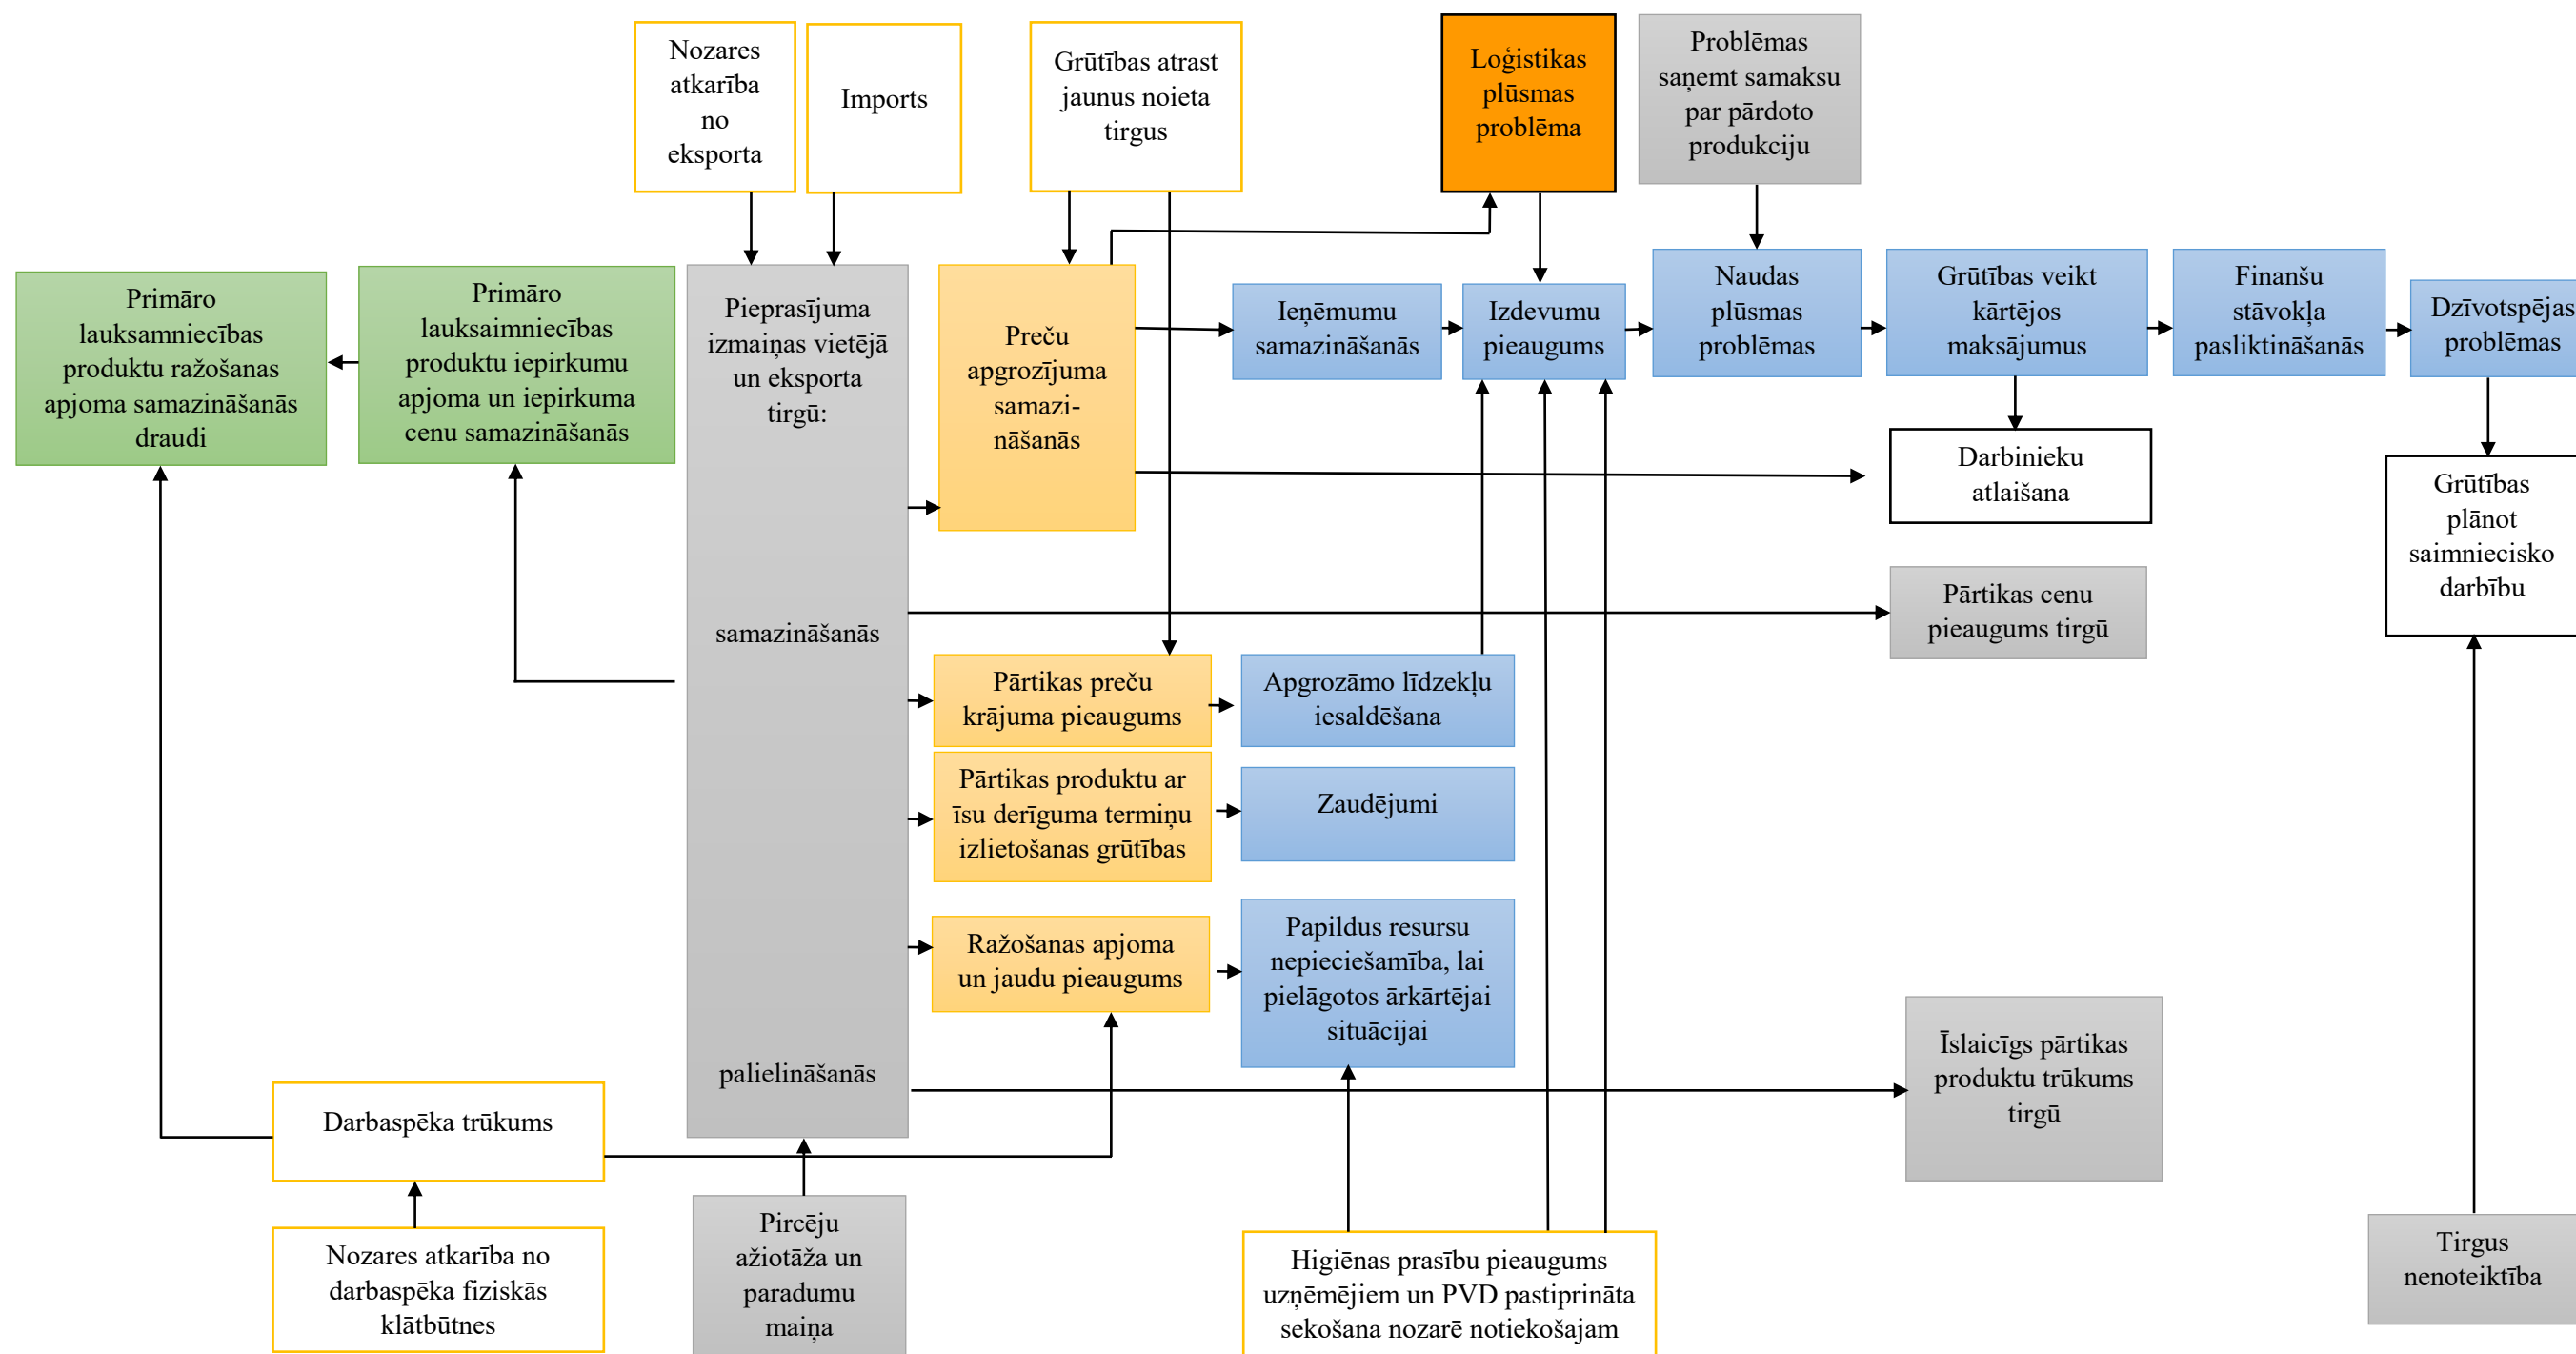 Nozares
atkarība
no
eksporta
Imports
Grūtības atrast
jaunus noieta
tirgus
Loģistikas
plūsmas
problēma
Problēmas
saņemt samaksu
par pārdoto
produkciju
Primāro
lauksamniecības
produktu ražošanas
apjoma samazināšanās
draudi
Primāro
lauksaimniecības
produktu iepirkumu
apjoma un iepirkuma
cenu samazināšanās
Pieprasījuma
izmaiņas vietējā
un eksporta
tirgū:
samazināšanās
palielināšanās
Preču
apgrozījuma
samazi-
nāšanās
Ieņēmumu
samazināšanās
Izdevumu
pieaugums
Naudas
plūsmas
problēmas
Grūtības veikt
kārtējos
maksājumus
Finanšu
stāvokļa
pasliktināšanās
Dzīvotspējas
problēmas
Darbinieku
atlaišana
Grūtības
plānot
saimniecisko
darbību
Pārtikas cenu
pieaugums tirgū
Pārtikas preču
krājuma pieaugums
Apgrozāmo līdzekļu
iesaldēšana
Pārtikas produktu ar
īsu derīguma termiņu
izlietošanas grūtības
Zaudējumi
Ražošanas apjoma
un jaudu pieaugums
Papildus resursu
nepieciešamība, lai
pielāgotos ārkārtējai
situācijai
Īslaicīgs pārtikas
produktu trūkums
tirgū
Darbaspēka trūkums
Nozares atkarība no
darbaspēka fiziskās
klātbūtnes
Pircēju
ažiotāža un
paradumu
maiņa
Higiēnas prasību pieaugums
uzņēmējiem un PVD pastiprināta
sekošana nozarē notiekošajam
Tirgus
nenoteiktība